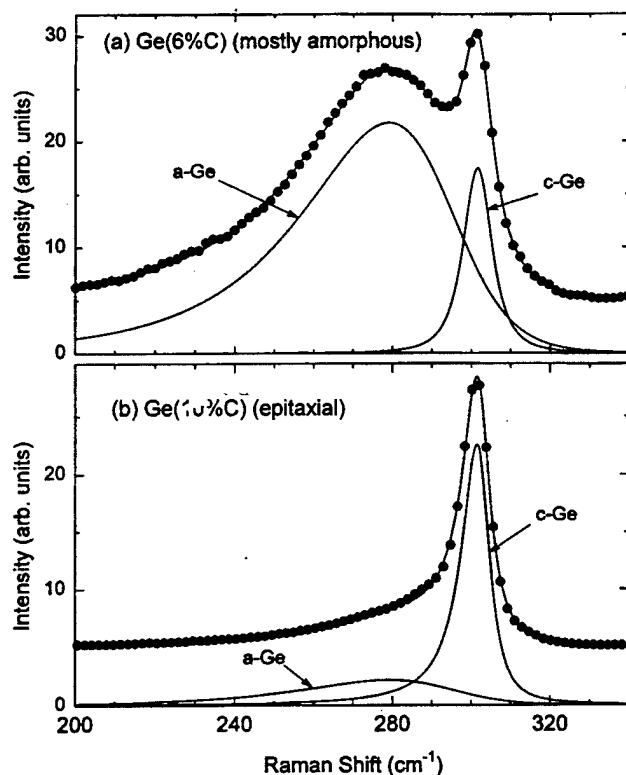 (a) Ge(6%C) (mostly amorphous)
30
20
10
0
Intensity (arb. units)
a-Ge
c-Ge
(b) Ge(10%C) (epitaxial)
20
10
0
Intensity (arb. units)
a-Ge
c-Ge
200
240
280
320
Raman Shift (cm⁻¹)